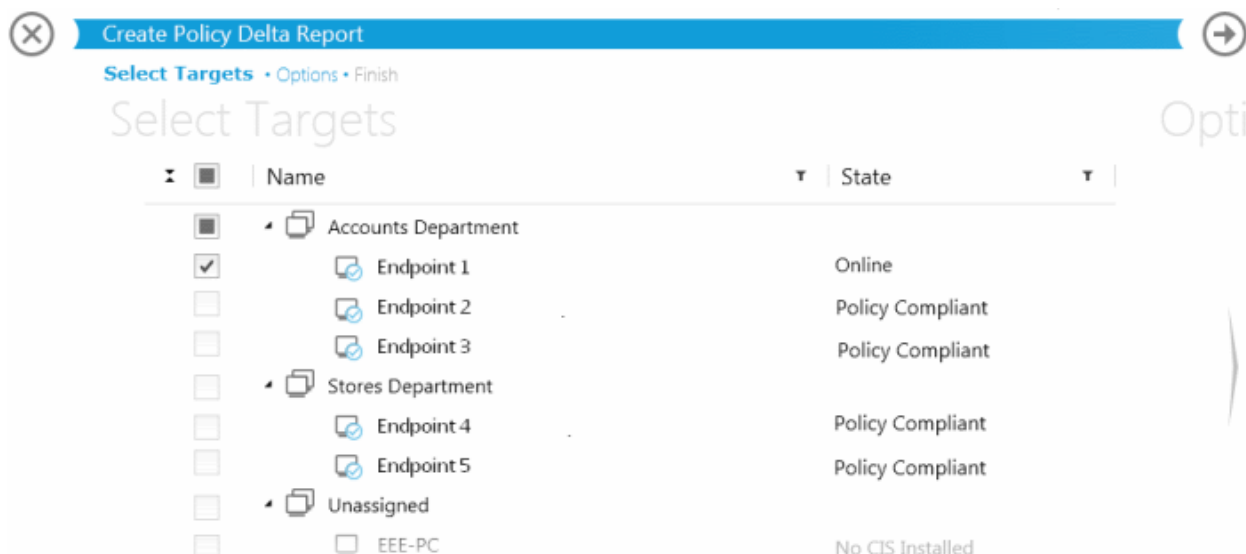 Create Policy Delta Report
Select Targets • Options • Finish
Select Targets
Opti
Name State
Accounts Department
Endpoint 1 Online
Endpoint 2 Policy Compliant
Endpoint 3 Policy Compliant
Stores Department
Endpoint 4 Policy Compliant
Endpoint 5 Policy Compliant
Unassigned
EEE-PC No CIS Installed